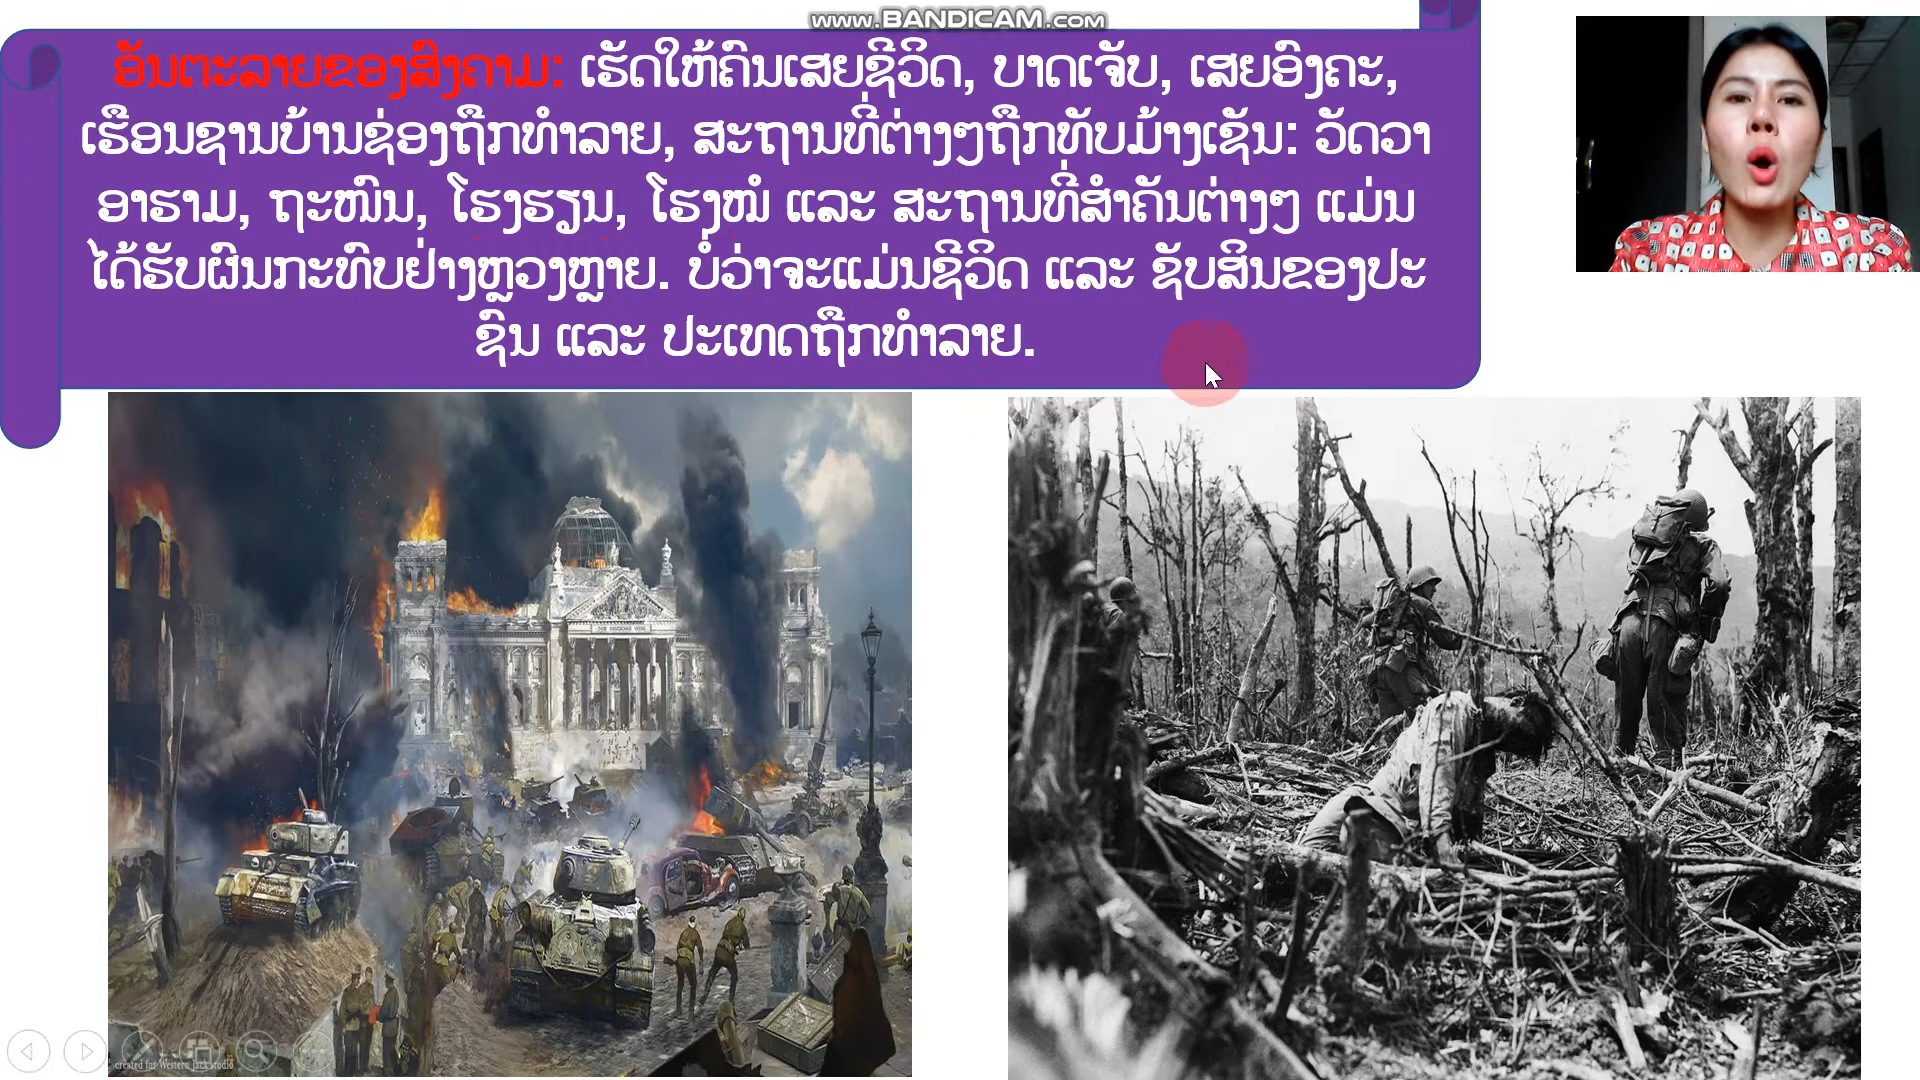 www.BANDICAM.com
ອັນຕະລາຍຂອງສົງຄາມ: ເຮັດໃຫ້ຄົນເສຍຊີວິດ, ບາດເຈັບ, ເສຍອົງຄະ,
ເຮືອນຊານບ້ານຊ່ອງຖືກທຳລາຍ, ສະຖານທີ່ຕ່າງໆຖືກທັບມ້າງເຊັ່ນ: ວັດວາ
ອາຮາມ, ຖະໜົນ, ໂຮງຮຽນ, ໂຮງໝໍ ແລະ ສະຖານທີ່ສຳຄັນຕ່າງໆ ແມ່ນ
ໄດ້ຮັບຜົນກະທົບຢ່າງຫຼວງຫຼາຍ. ບໍ່ວ່າຈະແມ່ນຊີວິດ ແລະ ຊັບສິນຂອງປະ
ຊົນ ແລະ ປະເທດຖືກທຳລາຍ.
created for Western jack studio